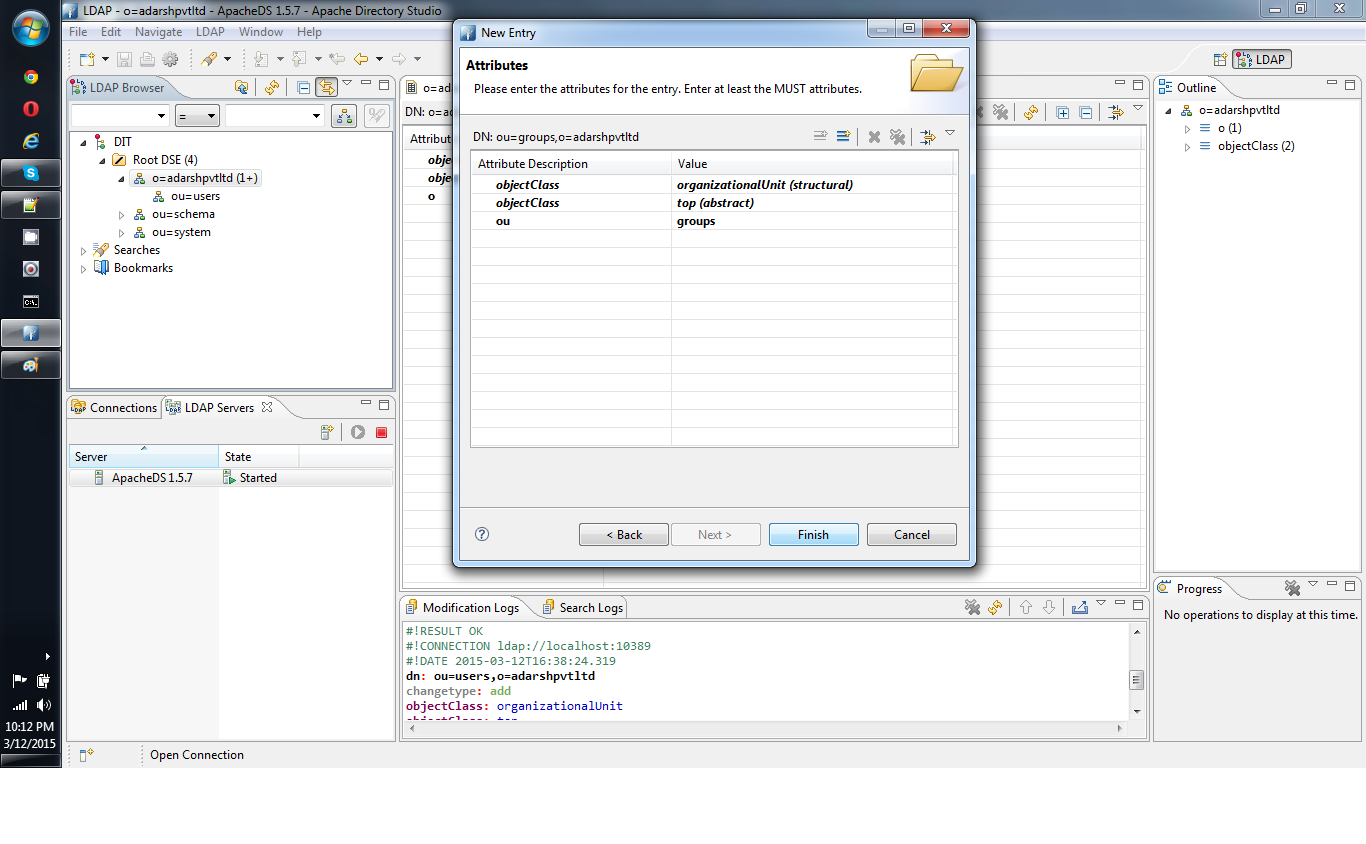 LDAP - o=adarshpvtltd - ApacheDS 1.5.7 - Apache Directory Studio
File Edit Navigate LDAP Window Help
LDAP
LDAP Browser
=
DIT
Root DSE (4)
o=adarshpvtltd (1+)
ou=users
ou=schema
ou=system
Searches
Bookmarks
Connections LDAP Servers
Server State
ApacheDS 1.5.7 Started
o=ada
DN: o=a
Attribut
obje
obje
o
New Entry
Attributes
Please enter the attributes for the entry. Enter at least the MUST attributes.
DN: ou=groups,o=adarshpvtltd
Attribute Description Value
objectClass organizationalUnit (structural)
objectClass top (abstract)
ou groups
< Back Next > Finish Cancel
Outline
o=adarshpvtltd
o (1)
objectClass (2)
Modification Logs Search Logs
#!RESULT OK
#!CONNECTION ldap://localhost:10389
#!DATE 2015-03-12T16:38:24.319
dn: ou=users,o=adarshpvtltd
changetype: add
objectClass: organizationalUnit
objectClass: top
Progress
No operations to display at this time.
10:12 PM
3/12/2015
Open Connection